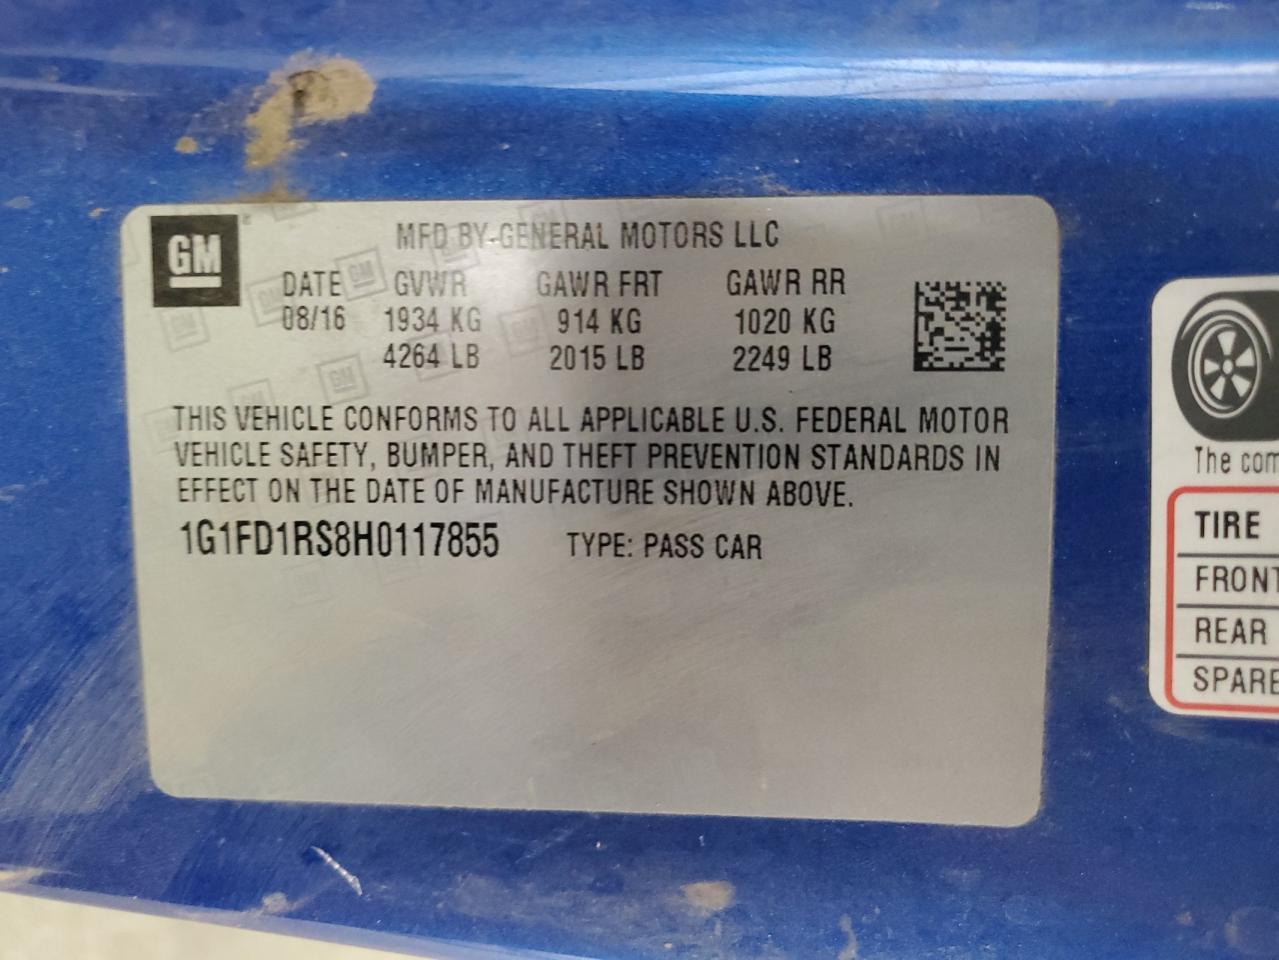 GM
MFD BY-GENERAL MOTORS LLC
DATE GVWR GAWR FRT GAWR RR
08/16 1934 KG 914 KG 1020 KG
4264 LB 2015 LB 2249 LB
THIS VEHICLE CONFORMS TO ALL APPLICABLE U.S. FEDERAL MOTOR
VEHICLE SAFETY, BUMPER, AND THEFT PREVENTION STANDARDS IN
EFFECT ON THE DATE OF MANUFACTURE SHOWN ABOVE.
1G1FD1RS8H0117855 TYPE: PASS CAR
The com
TIRE
FRONT
REAR
SPARE